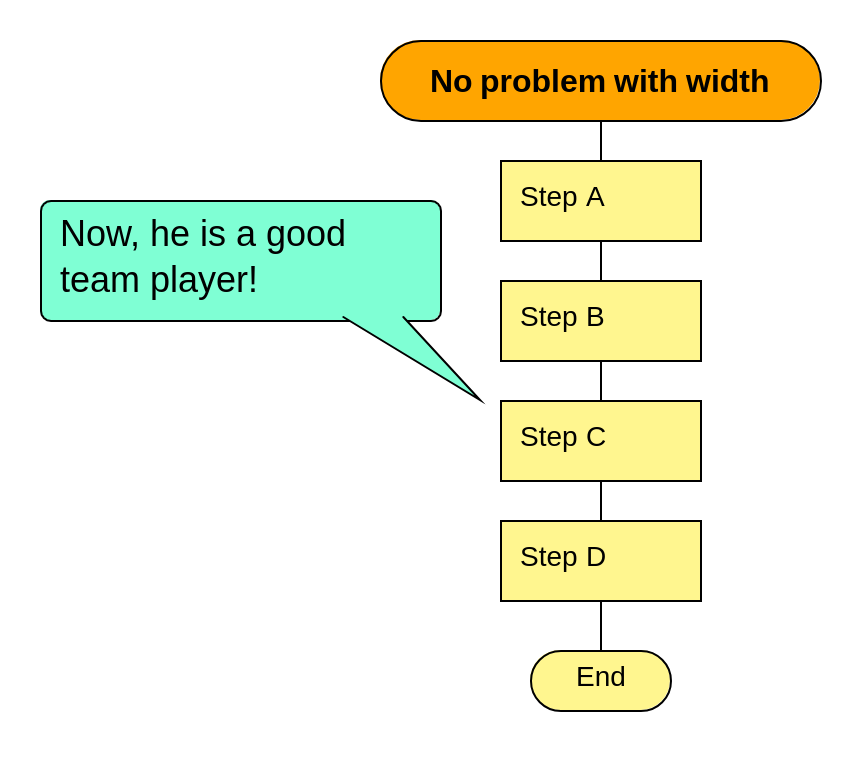 No problem with width
Step A
Now, he is a good
team player!
Step B
Step C
Step D
End